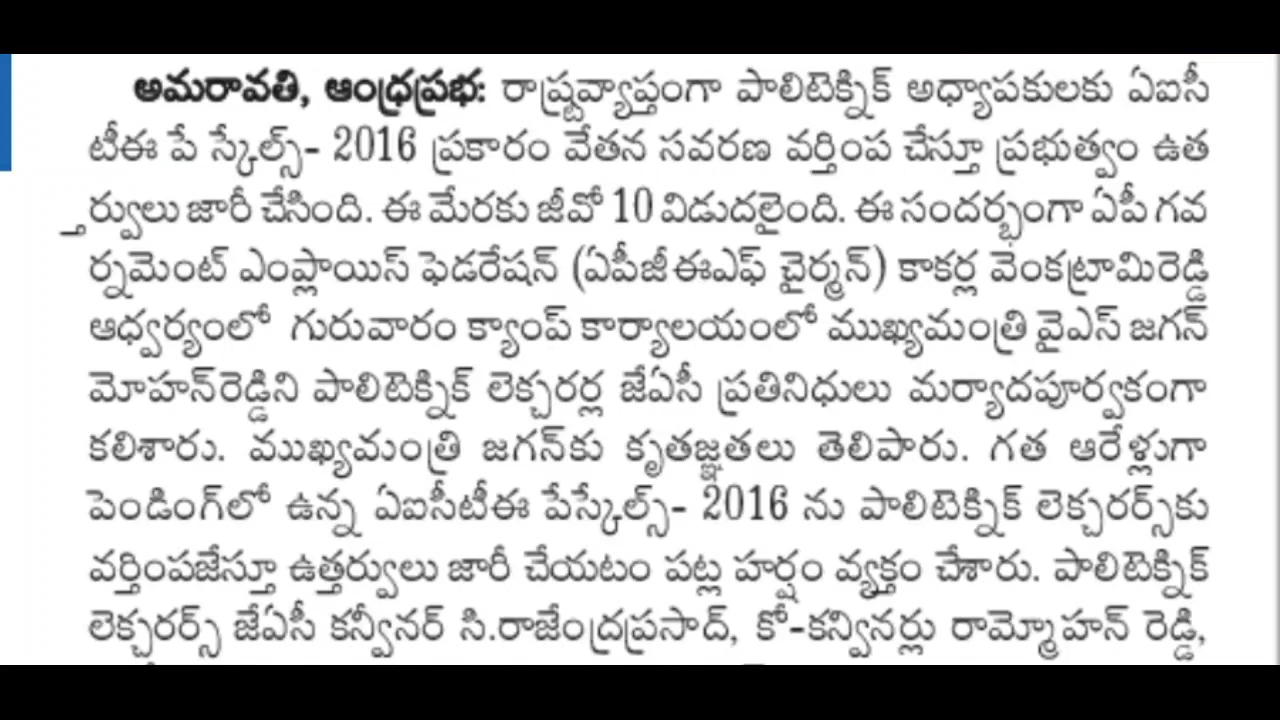 అమరావతి, ఆంధ్రప్రభ: రాష్ట్రవ్యాప్తంగా పాలిటెక్నిక్ అధ్యాపకులకు ఏఐసీ
టీఈ పే స్కేల్స్- 2016 ప్రకారం వేతన సవరణ వర్తింప చేస్తూ ప్రభుత్వం ఉత
్తర్వులు జారీ చేసింది. ఈ మేరకు జీవో 10 విడుదలైంది. ఈ సందర్భంగా ఏపీ గవ
ర్నమెంట్ ఎంప్లాయిస్ ఫెడరేషన్ (ఏపీజీఈఎఫ్ చైర్మన్) కాకర్ల వెంకట్రామిరెడ్డి
ఆధ్వర్యంలో గురువారం క్యాంప్ కార్యాలయంలో ముఖ్యమంత్రి వైఎస్ జగన్
మోహన్‌రెడ్డిని పాలిటెక్నిక్ లెక్చరర్ల జేఏసీ ప్రతినిధులు మర్యాదపూర్వకంగా
కలిశారు. ముఖ్యమంత్రి జగన్‌కు కృతజ్ఞతలు తెలిపారు. గత ఆరేళ్లుగా
పెండింగ్‌లో ఉన్న ఏఐసీటీఈ పేస్కేల్స్- 2016 ను పాలిటెక్నిక్ లెక్చరర్స్‌కు
వర్తింపజేస్తూ ఉత్తర్వులు జారీ చేయటం పట్ల హర్షం వ్యక్తం చేశారు. పాలిటెక్నిక్
లెక్చరర్స్ జేఏసీ కన్వీనర్ సి.రాజేంద్రప్రసాద్, కో-కన్వినర్లు రామ్మోహన్ రెడ్డి,